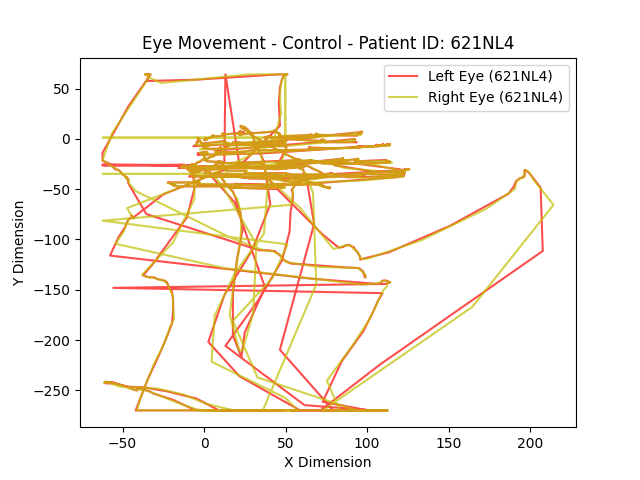 Eye Movement - Control - Patient ID: 621NL4
Left Eye (621NL4)
Right Eye (621NL4)
Y Dimension
50
0
−50
−100
−150
−200
−250
−50
0
50
100
150
200
X Dimension